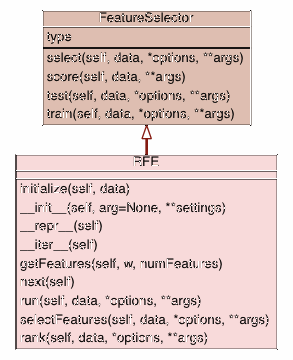 FeatureSelector
type
select(self, data, *options, **args)
score(self, data, **args)
test(self, data, *options, **args)
train(self, data, *options, **args)
RFE
initialize(self, data)
__init__(self, arg=None, **settings)
__repr__(self)
__iter__(self)
getFeatures(self, w, numFeatures)
next(self)
run(self, data, *options, **args)
selectFeatures(self, data, *options, **args)
rank(self, data, *options, **args)